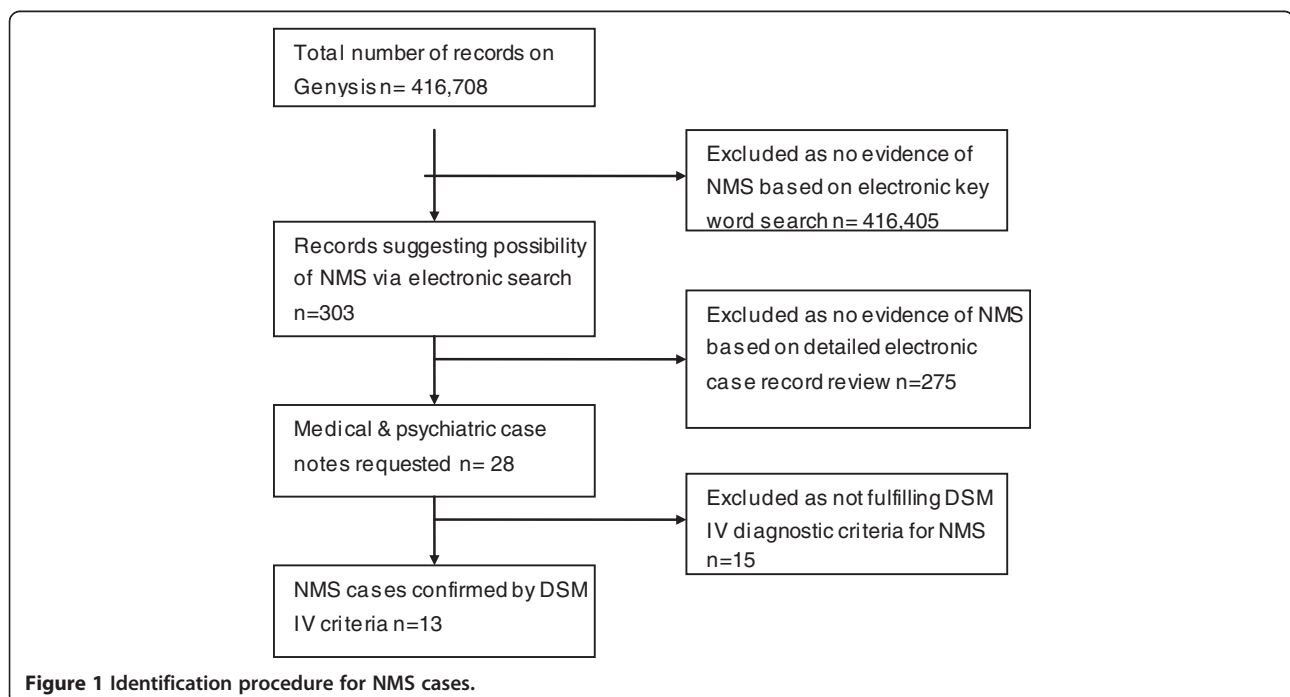 Total number of records on
Genysis n= 416,708
Excluded as no evidence of
NMS based on electronic key
word search n= 416,405
Records suggesting possibility
of NMS via electronic search
n=303
Excluded as no evidence of NMS
based on detailed electronic
case record review n=275
Medical & psychiatric case
notes requested n= 28
Excluded as not fulfilling DSM
IV diagnostic criteria for NMS
n=15
NMS cases confirmed by DSM
IV criteria n=13
Figure 1 Identification procedure for NMS cases.